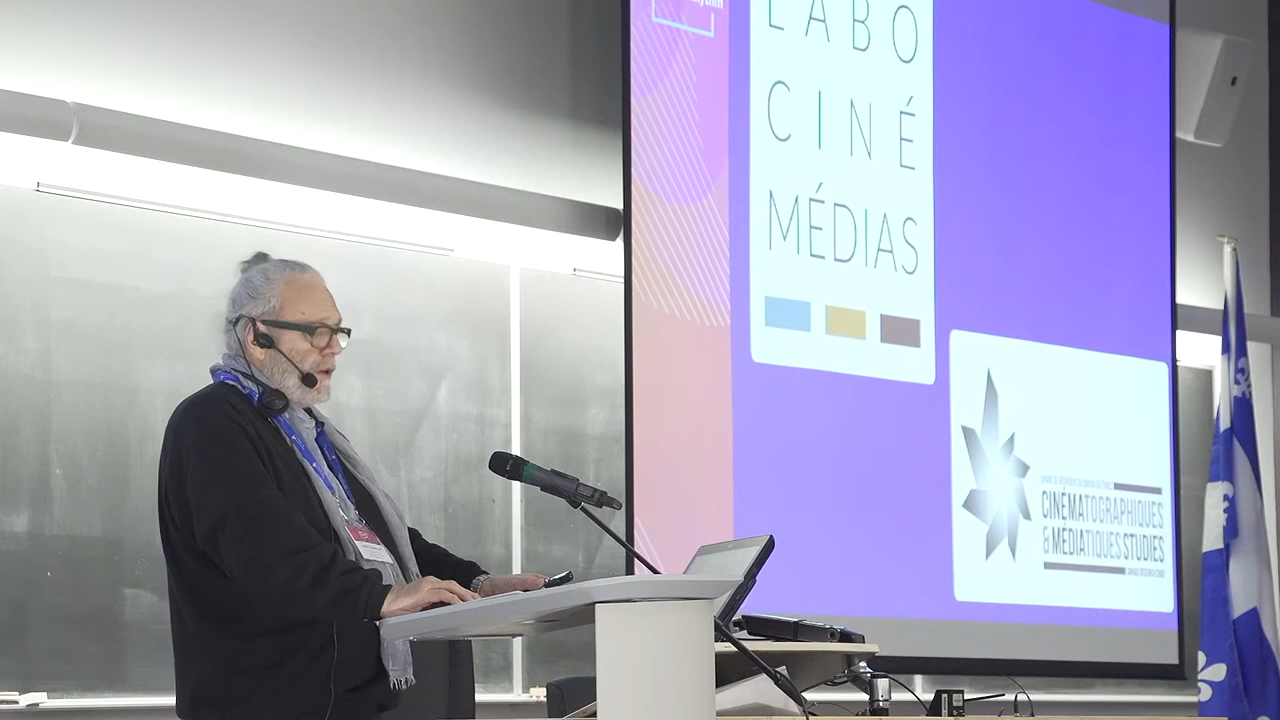 LABO
CINÉ
MÉDIAS
CINÉMATOGRAPHIQUES
& MÉDIATIQUES STUDIES